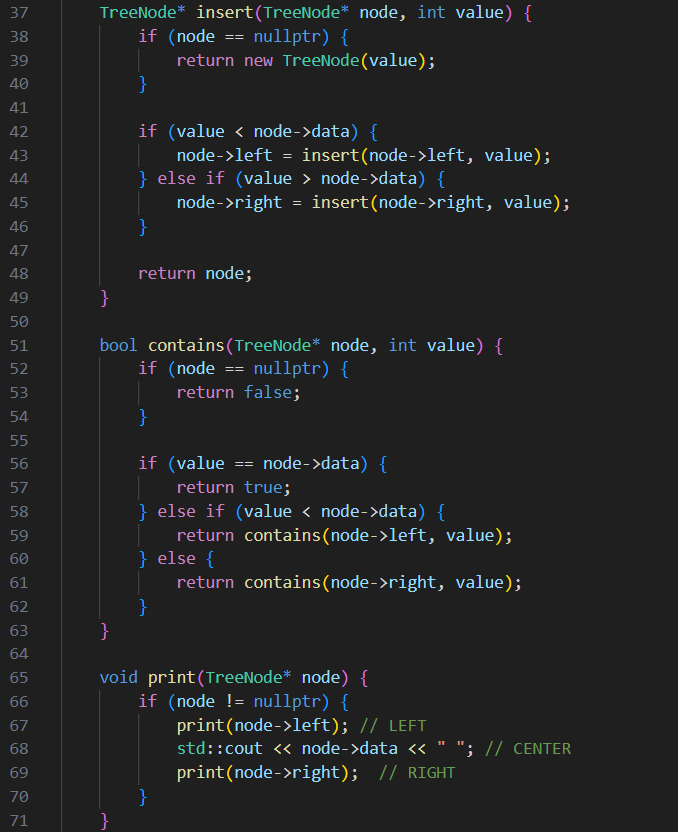 37 TreeNode* insert(TreeNode* node, int value) {
38 if (node == nullptr) {
39 return new TreeNode(value);
40 }
41
42 if (value < node->data) {
43 node->left = insert(node->left, value);
44 } else if (value > node->data) {
45 node->right = insert(node->right, value);
46 }
47
48 return node;
49 }
50
51 bool contains(TreeNode* node, int value) {
52 if (node == nullptr) {
53 return false;
54 }
55
56 if (value == node->data) {
57 return true;
58 } else if (value < node->data) {
59 return contains(node->left, value);
60 } else {
61 return contains(node->right, value);
62 }
63 }
64
65 void print(TreeNode* node) {
66 if (node != nullptr) {
67 print(node->left); // LEFT
68 std::cout << node->data << " "; // CENTER
69 print(node->right);  // RIGHT
70 }
71 }